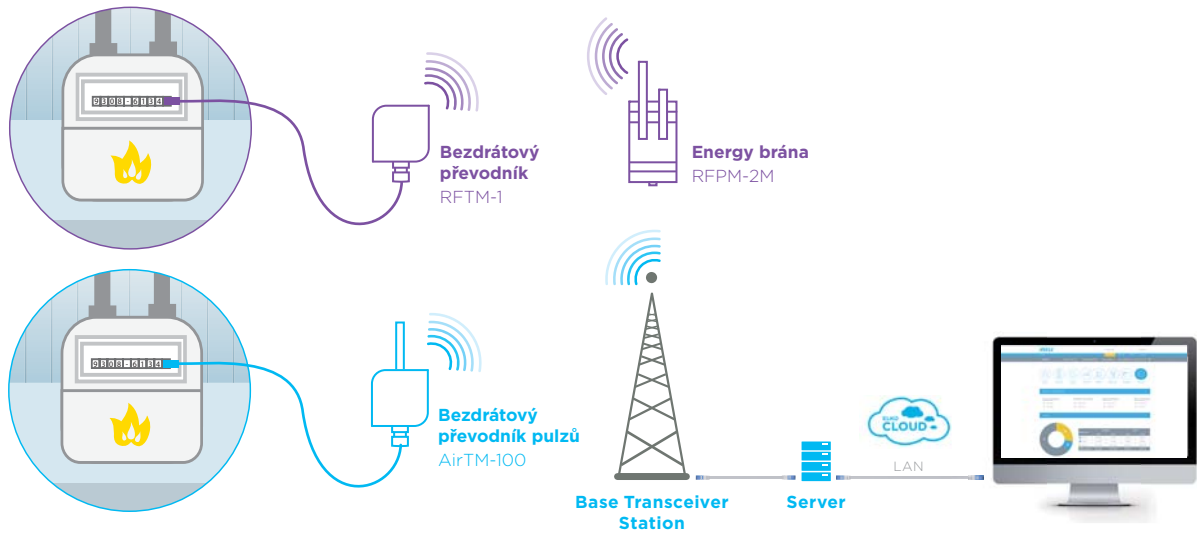 9308-6134
Bezdrátový
převodník
RFTM-1
Energy brána
RFPM-2M
9308-6134
Bezdrátový
převodník pulzů
AirTM-100
Base Transceiver
Station
Server
ELKO
CLOUD
LAN